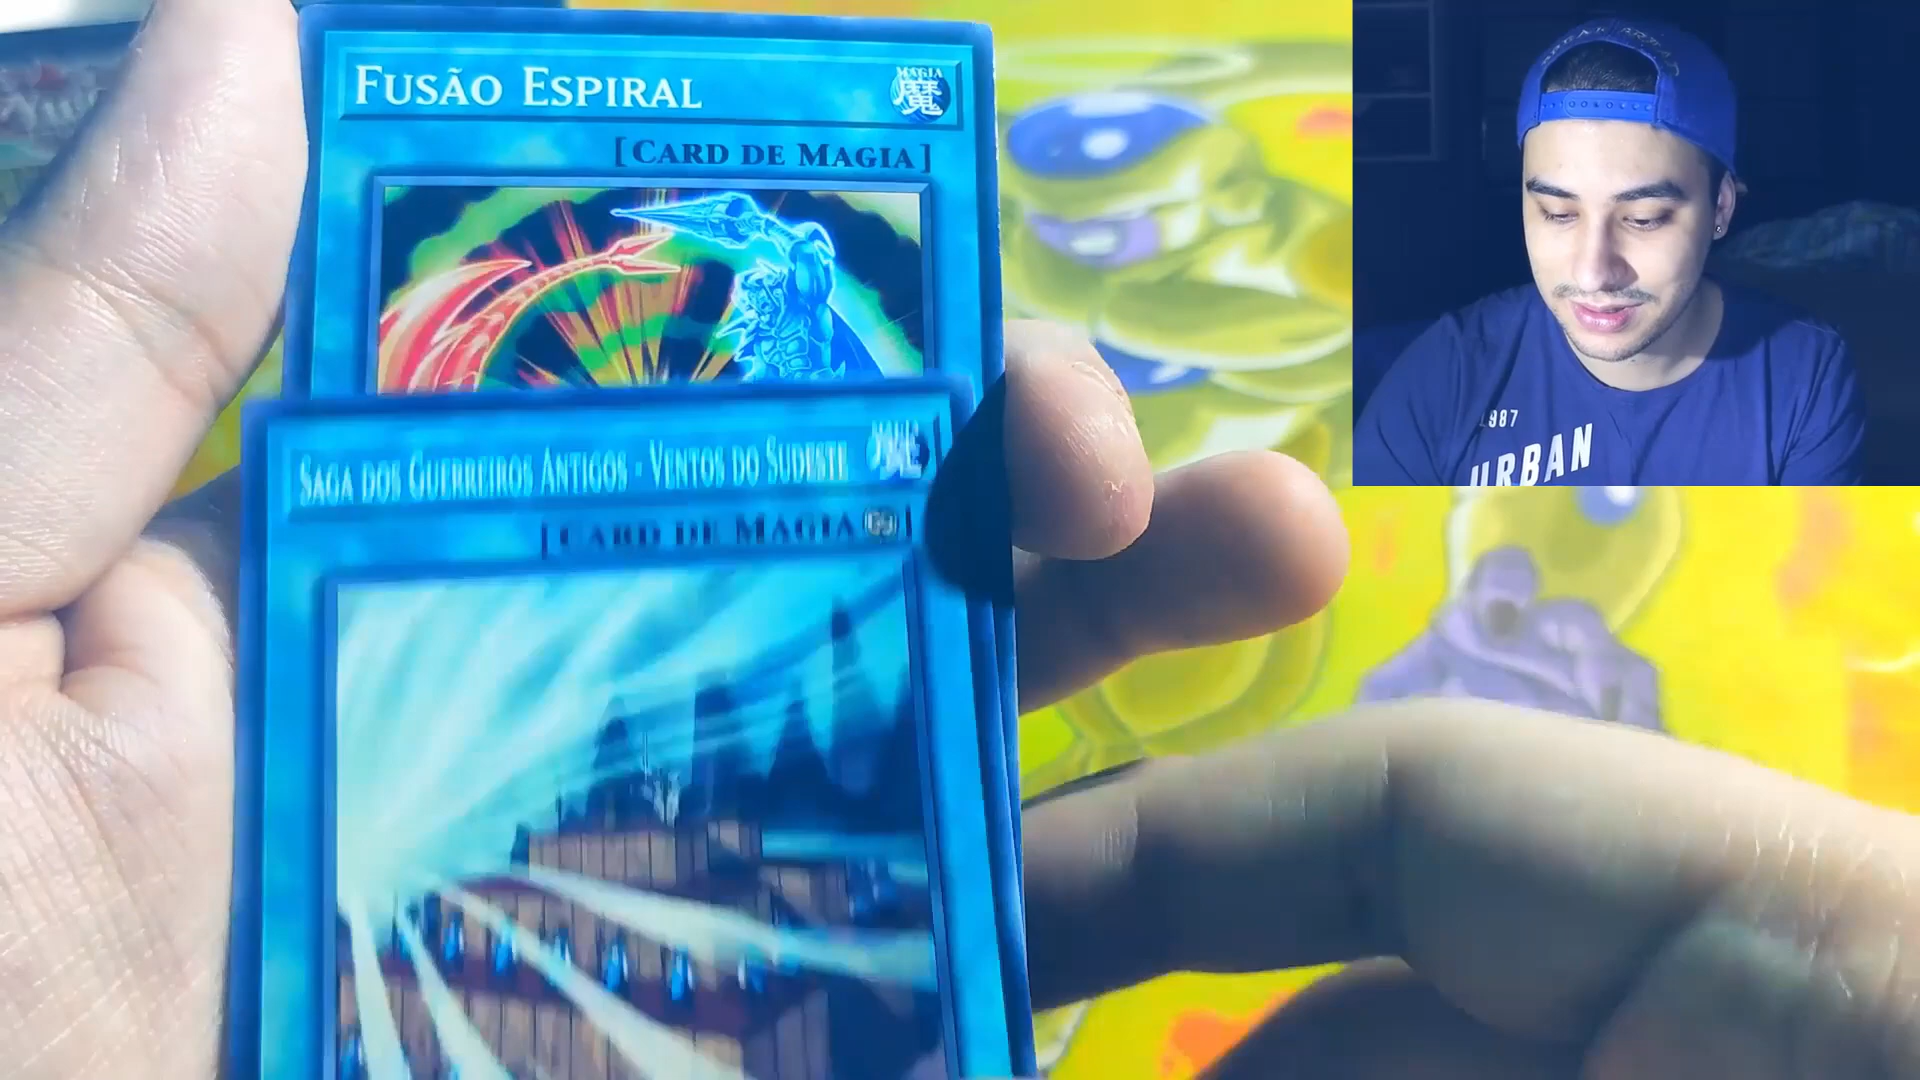 FUSÃO ESPIRAL
MAGIA
魔
[CARD DE MAGIA]
SAGA DOS GUERREIROS ANTIGOS - VENTOS DO SUDESTE
[CARD DE MAGIA]
1987
URBAN